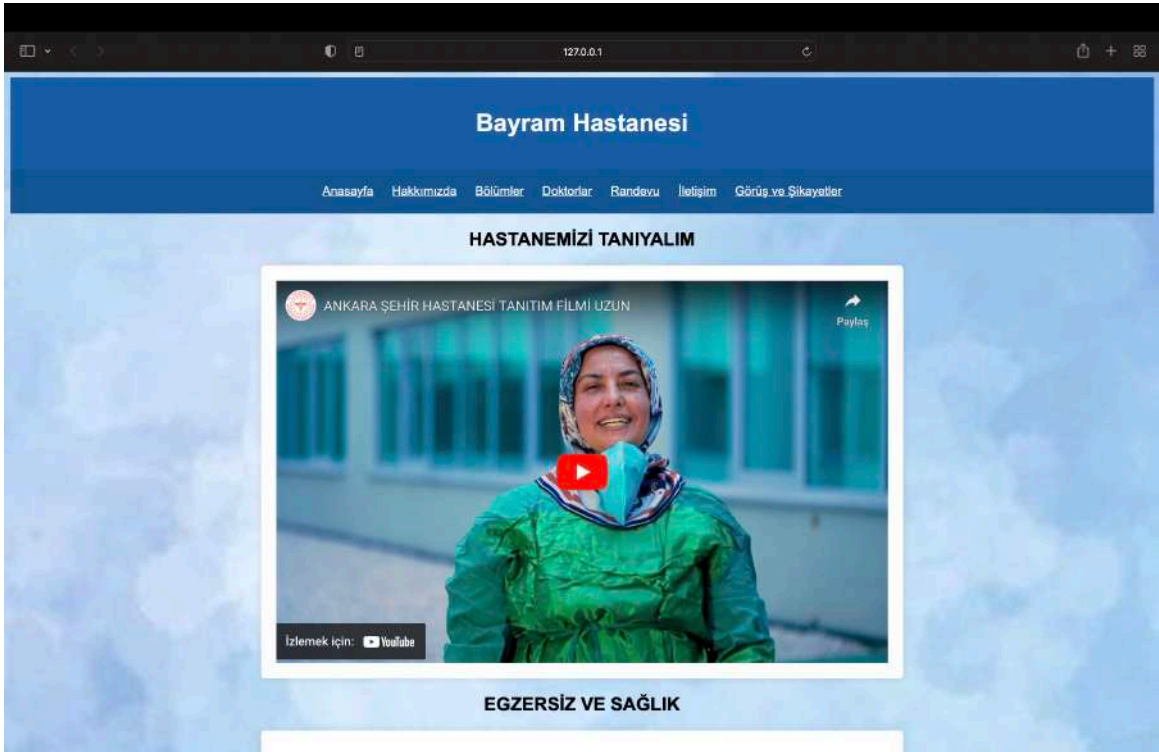 127.0.0.1
Bayram Hastanesi
Anasayfa Hakkımızda Bölümler Doktorlar Randevu İletişim Görüş ve Şikayetler
HASTANEMİZİ TANIYALIM
ANKARA ŞEHİR HASTANESİ TANITIM FİLMİ UZUN
Paylaş
İzlemek için: YouTube
EGZERSİZ VE SAĞLIK